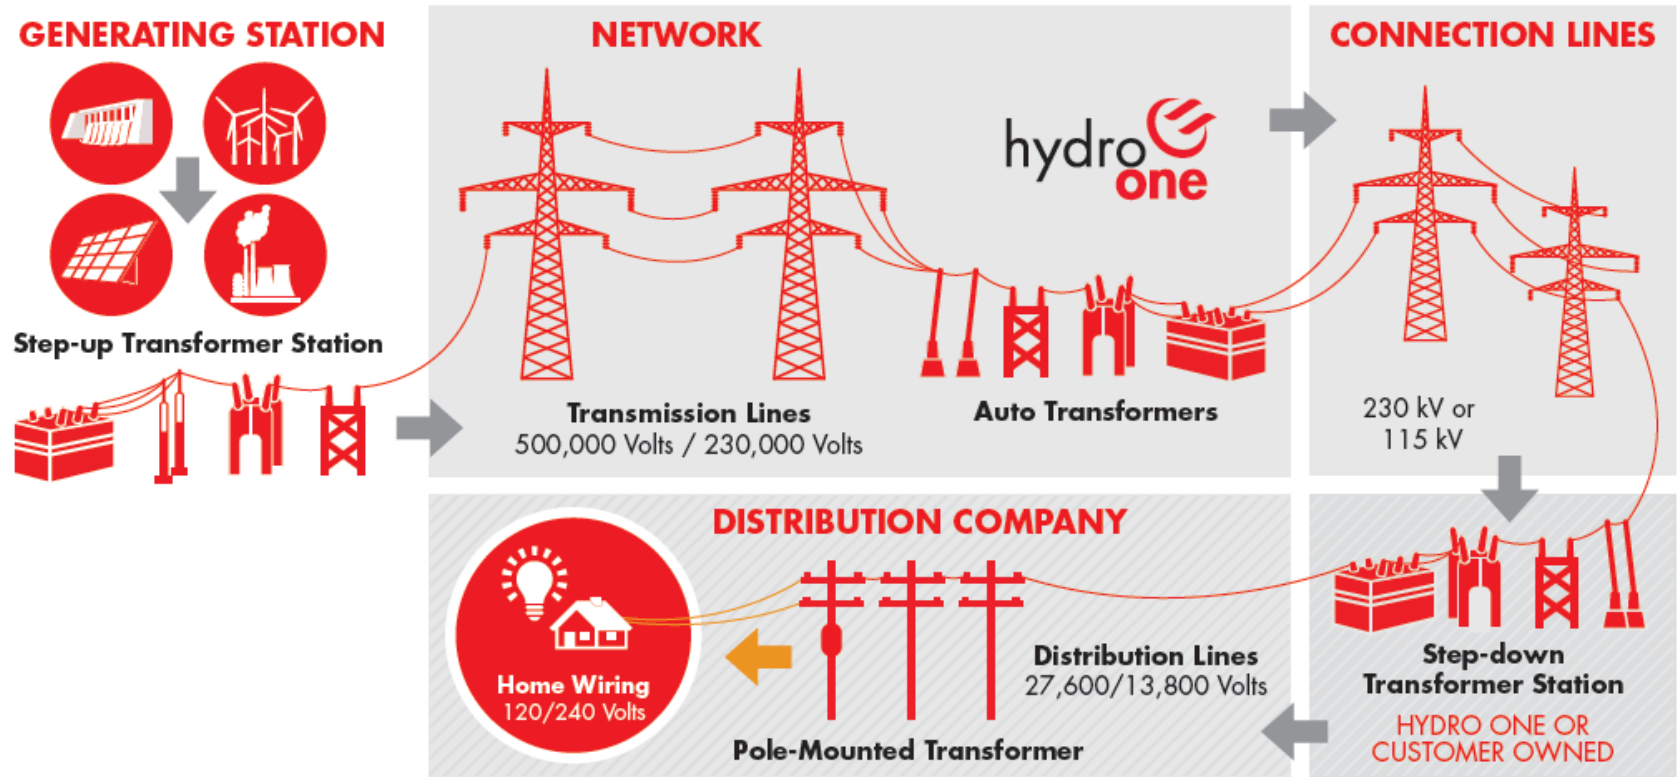 GENERATING STATION
Step-up Transformer Station
NETWORK
hydro
one
Transmission Lines
500,000 Volts / 230,000 Volts
Auto Transformers
CONNECTION LINES
230 kV or
115 kV
Step-down
Transformer Station
HYDRO ONE OR
CUSTOMER OWNED
DISTRIBUTION COMPANY
Distribution Lines
27,600/13,800 Volts
Pole-Mounted Transformer
Home Wiring
120/240 Volts